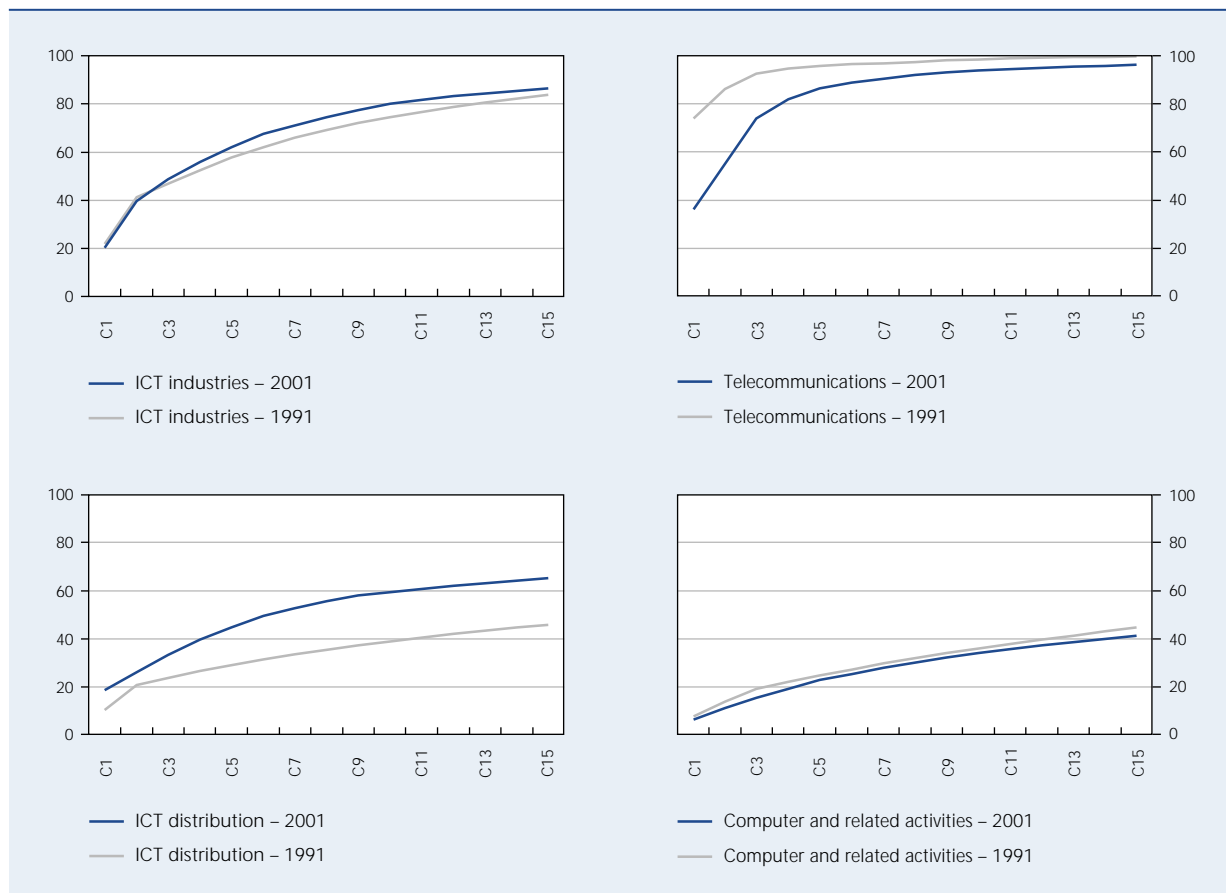 100
80
60
40
20
0
C1
C3
C5
C7
C9
C11
C13
C15
ICT industries – 2001
ICT industries – 1991
100
80
60
40
20
0
C1
C3
C5
C7
C9
C11
C13
C15
Telecommunications – 2001
Telecommunications – 1991
100
80
60
40
20
0
C1
C3
C5
C7
C9
C11
C13
C15
ICT distribution – 2001
ICT distribution – 1991
100
80
60
40
20
0
C1
C3
C5
C7
C9
C11
C13
C15
Computer and related activities – 2001
Computer and related activities – 1991